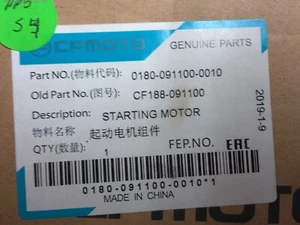 CFMOTO GENUINE PARTS
Part NO.(物料代码): 0180-091100-0010
Old Part NO.(图号): CF188-091100
Description: STARTING MOTOR
物料名称: 起动电机组件
QTY(数量): 1 FEP.NO. EAC
2019-1-9
0180-091100-0010*1
MADE IN CHINA
CFMOTO